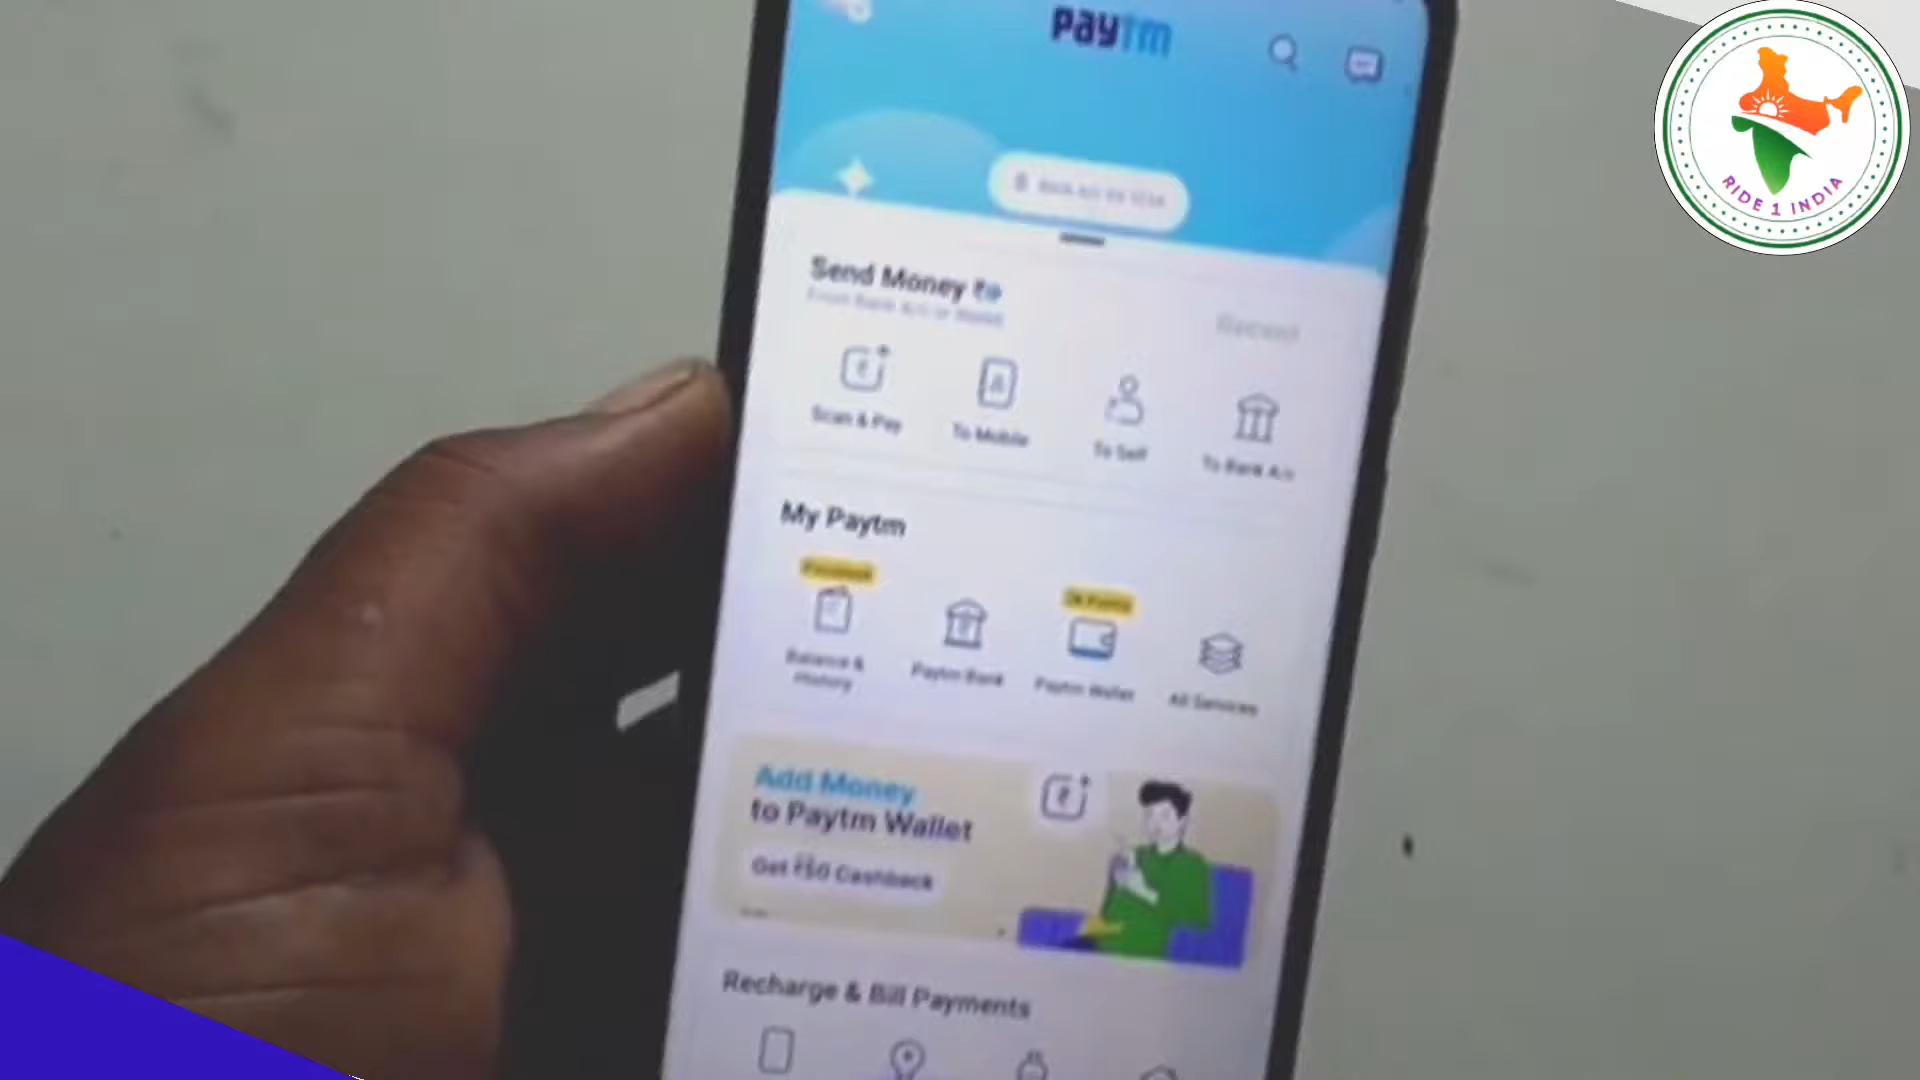 paytm
RIDE 1 INDIA
Send Money to
From Bank A/c or Wallet
Recent
Scan & Pay
To Mobile
To Self
To Bank A/c
My Paytm
Balance & History
Paytm Bank
Paytm Wallet
All Services
Add Money
to Paytm Wallet
Get ₹50 Cashback
Recharge & Bill Payments